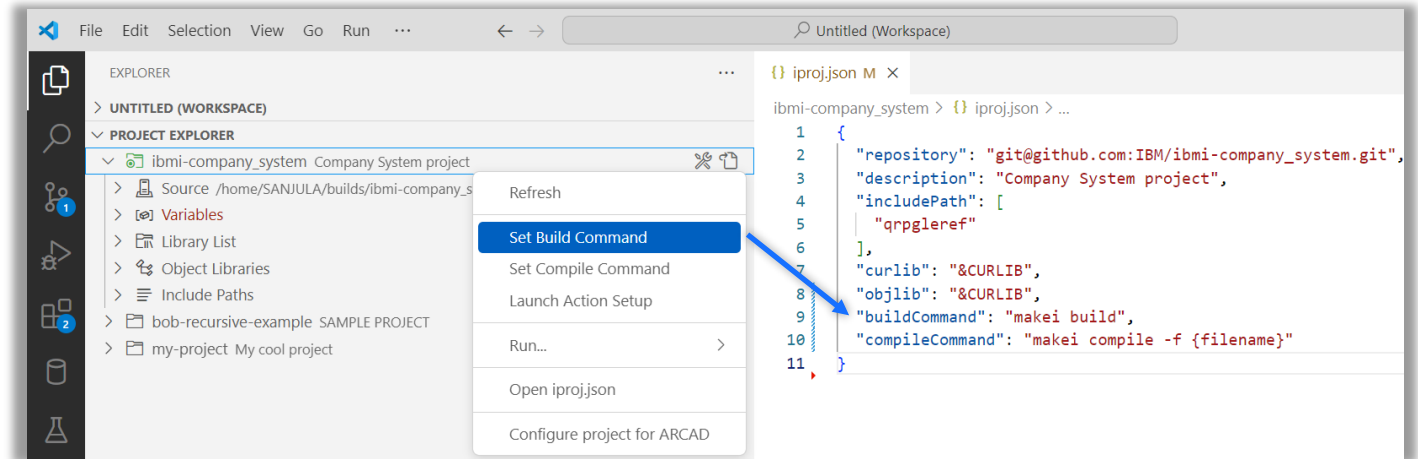 File Edit Selection View Go Run ··· Untitled (Workspace)
EXPLORER ···
UNTITLED (WORKSPACE)
PROJECT EXPLORER
ibmi-company_system Company System project
Source /home/SANJULA/builds/ibmi-company_s
Variables
Library List
Object Libraries
Include Paths
bob-recursive-example SAMPLE PROJECT
my-project My cool project
1
2
Refresh
Set Build Command
Set Compile Command
Launch Action Setup
Run...
Open iproj.json
Configure project for ARCAD
{} iproj.json M ×
ibmi-company_system > {} iproj.json > ...
1 {
2 "repository": "git@github.com:IBM/ibmi-company_system.git",
3 "description": "Company System project",
4 "includePath": [
5 "qrpgleref"
6 ],
7 "curlib": "&CURLIB",
8 "objlib": "&CURLIB",
9 "buildCommand": "makei build",
10 "compileCommand": "makei compile -f {filename}"
11 }